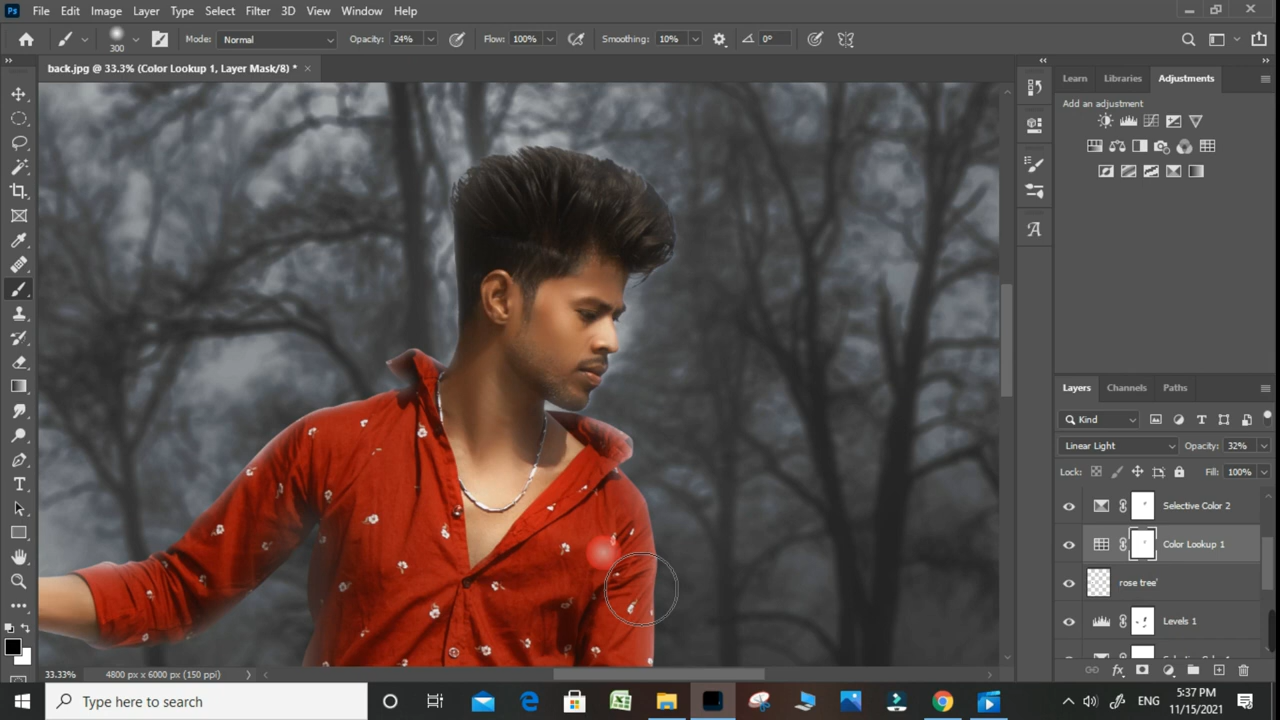 Ps File Edit Image Layer Type Select Filter 3D View Window Help
300 Mode: Normal Opacity: 24% Flow: 100% Smoothing: 10% 0°
back.jpg @ 33.3% (Color Lookup 1, Layer Mask/8) * ×
Learn Libraries Adjustments
Add an adjustment
Layers Channels Paths
Kind
Linear Light Opacity: 32%
Lock: Fill: 100%
Selective Color 2
Color Lookup 1
rose tree'
Levels 1
33.33% 4800 px x 6000 px (150 ppi)
Type here to search
ENG
5:37 PM
11/15/2021